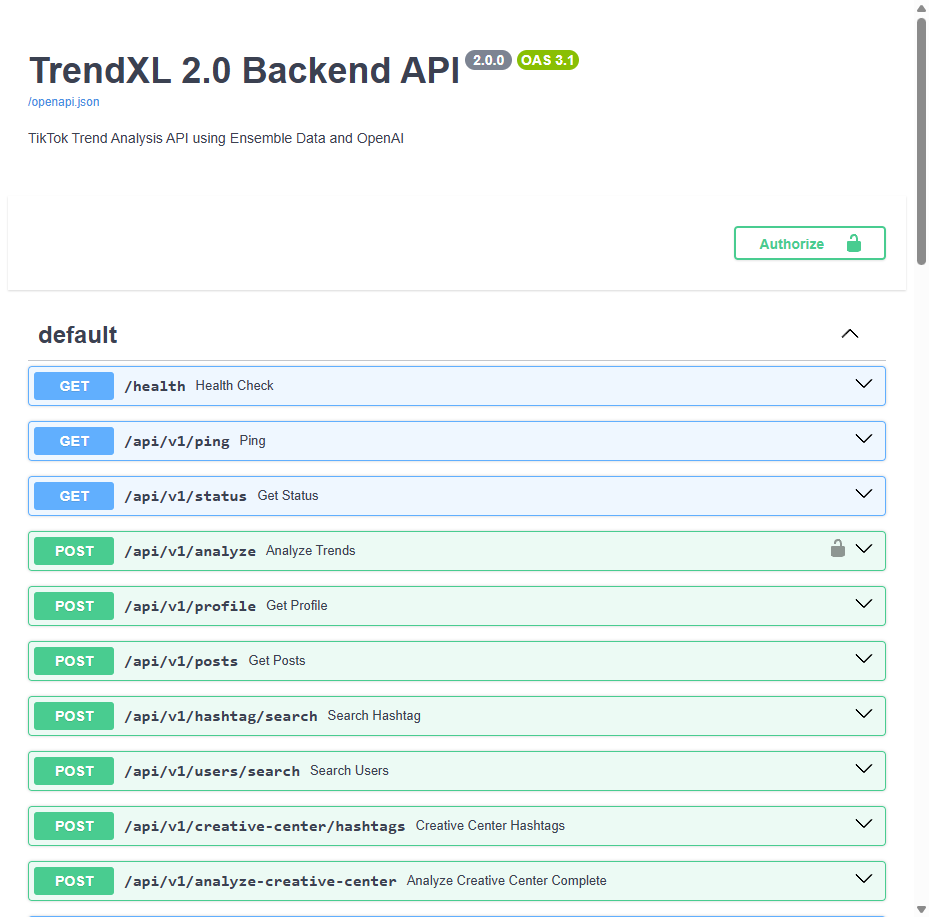 TrendXL 2.0 Backend API 2.0.0 OAS 3.1
/openapi.json
TikTok Trend Analysis API using Ensemble Data and OpenAI
Authorize
default
GET /health Health Check
GET /api/v1/ping Ping
GET /api/v1/status Get Status
POST /api/v1/analyze Analyze Trends
POST /api/v1/profile Get Profile
POST /api/v1/posts Get Posts
POST /api/v1/hashtag/search Search Hashtag
POST /api/v1/users/search Search Users
POST /api/v1/creative-center/hashtags Creative Center Hashtags
POST /api/v1/analyze-creative-center Analyze Creative Center Complete